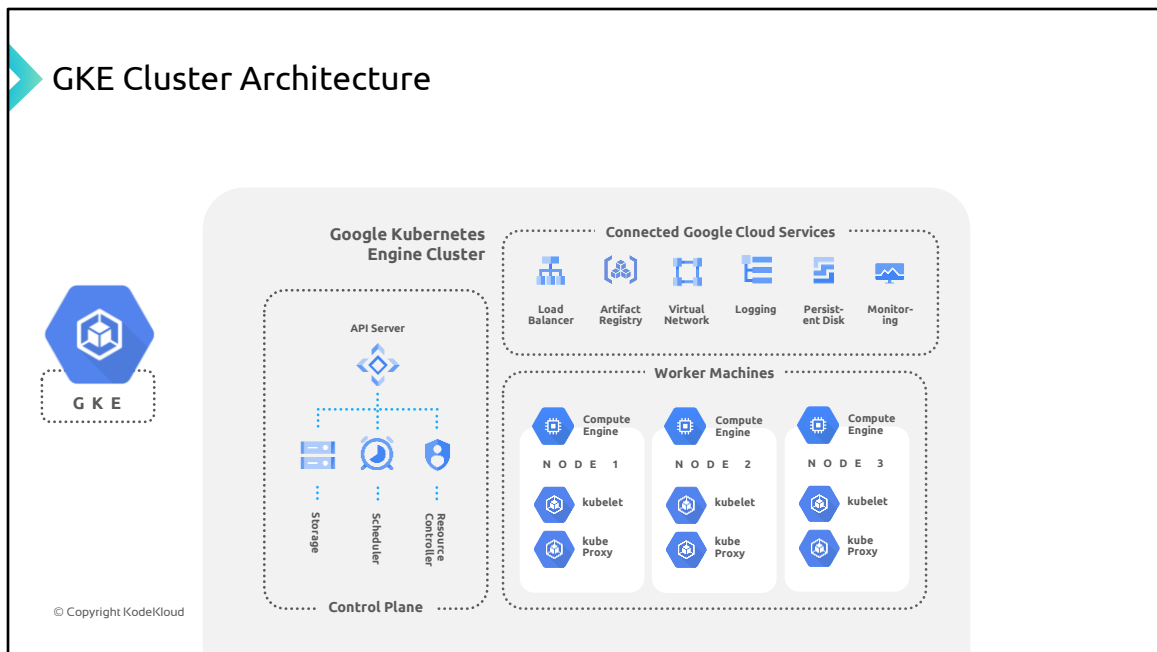 GKE Cluster Architecture
Google Kubernetes
Engine Cluster
Connected Google Cloud Services
Load
Balancer
Artifact
Registry
Virtual
Network
Logging
Persist-
ent Disk
Monitor-
ing
GKE
API Server
Storage
Scheduler
Resource
Controller
Control Plane
Worker Machines
Compute
Engine
NODE 1
kubelet
kube
Proxy
Compute
Engine
NODE 2
kubelet
kube
Proxy
Compute
Engine
NODE 3
kubelet
kube
Proxy
© Copyright KodeKloud